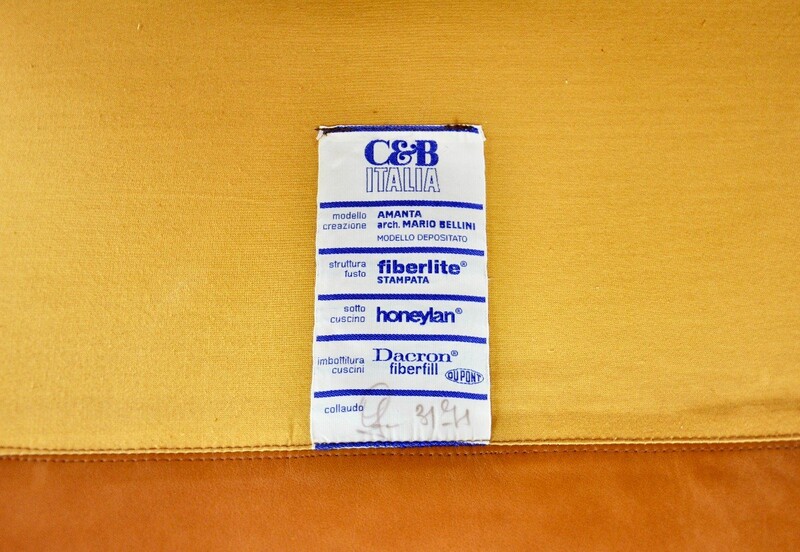 C&B
ITALIA
modello AMANTA
creazione arch. MARIO BELLINI
MODELLO DEPOSITATO
struttura fiberlite®
fusto STAMPATA
sotto
cuscino honeylan®
imbottitura Dacron®
cuscini fiberfill DUPONT
collaudo